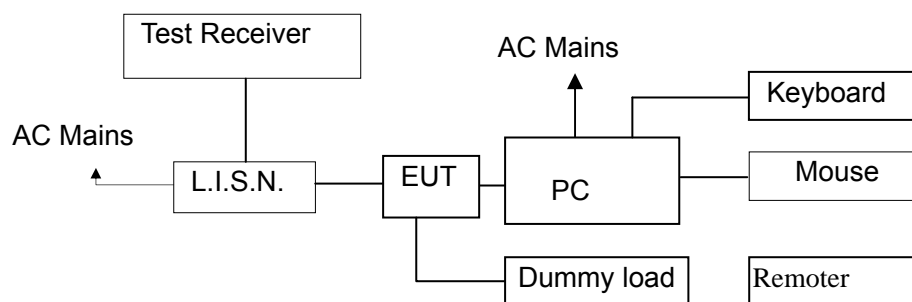 Test Receiver
AC Mains
Keyboard
AC Mains
L.I.S.N.
EUT
PC
Mouse
Dummy load
Remoter